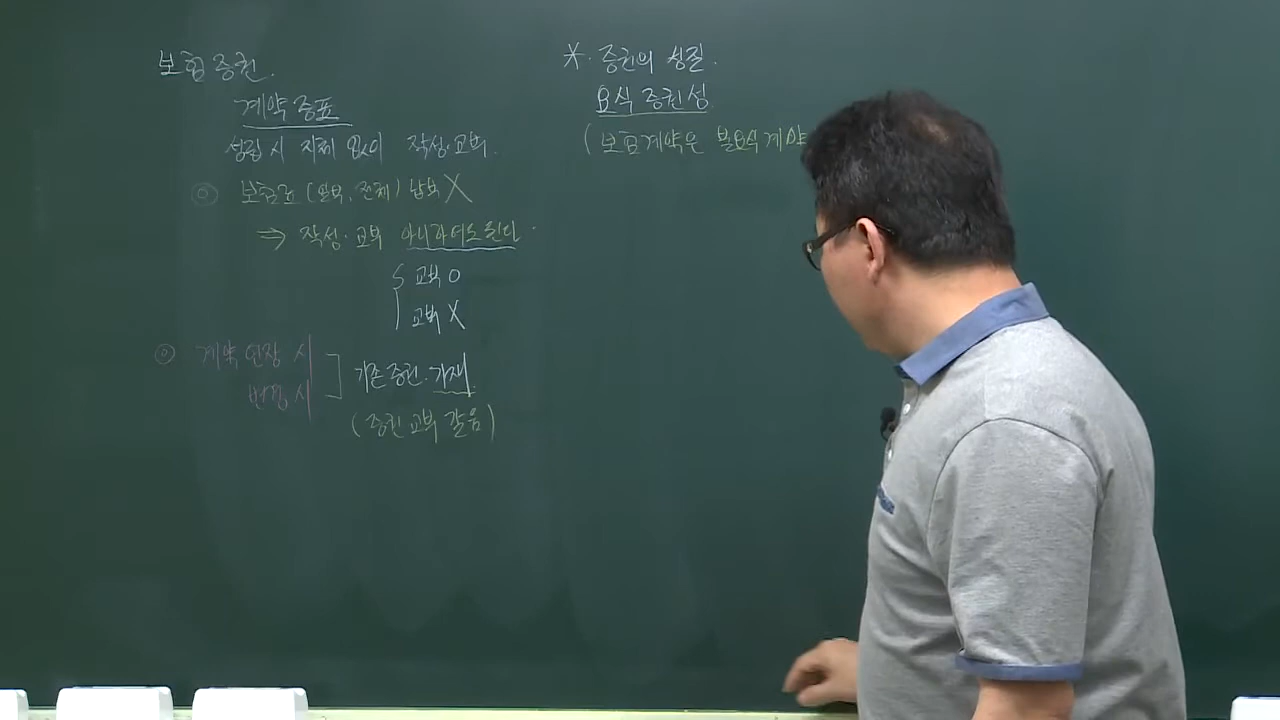 보험증권.
계약증표
성립 시 지체 없이 작성·교부.
◎ 보험료 (일부, 전체) 납부 X
⇒ 작성·교부 아니하여도 된다.
교부 O
교부 X
◎ 계약 연장 시
변경 시
기존증권·기재
(증권 교부 갈음)
*. 증권의 성질.
요식 증권성
(보험계약은 불요식계약